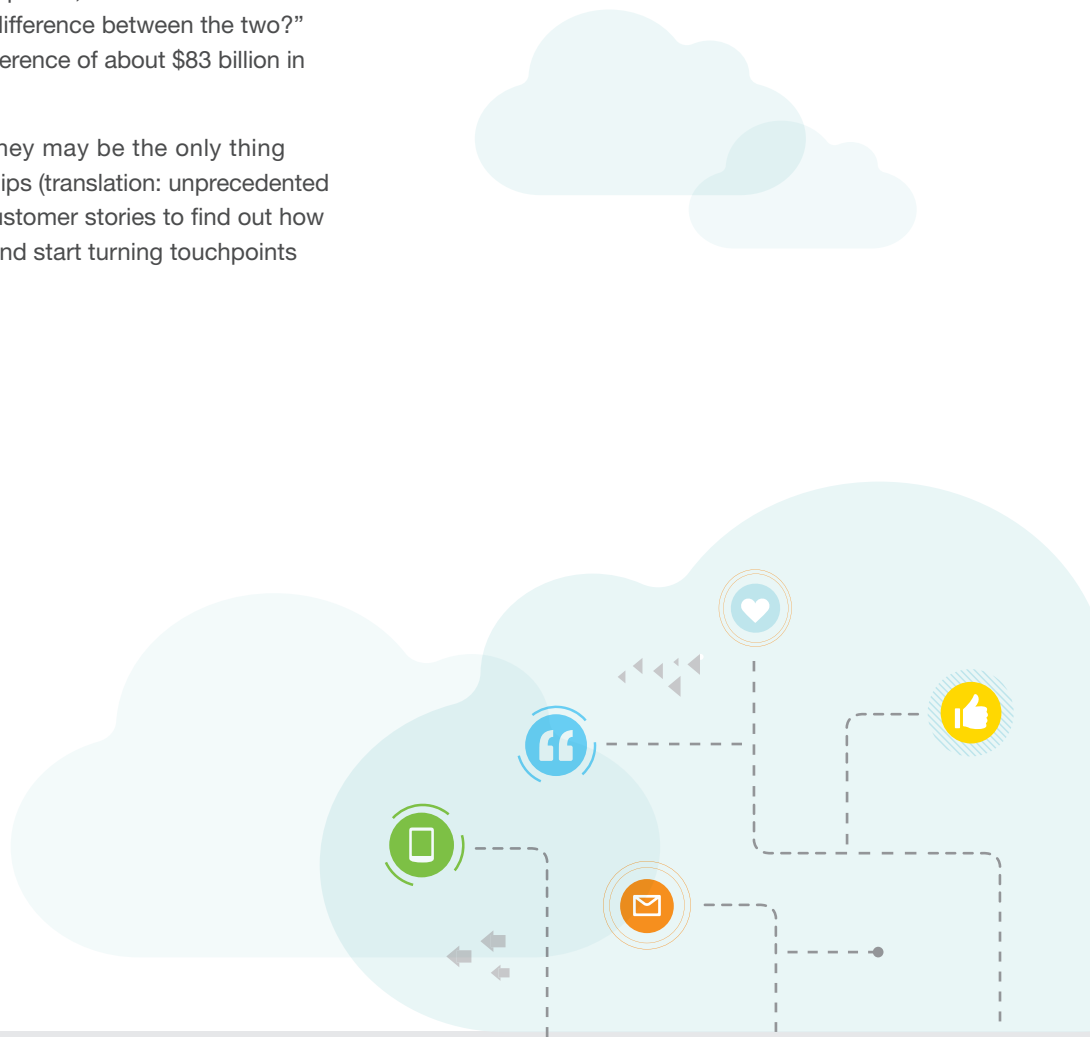 difference between the two?”
erence of about $83 billion in
hey may be the only thing
ips (translation: unprecedented
ustomer stories to find out how
nd start turning touchpoints